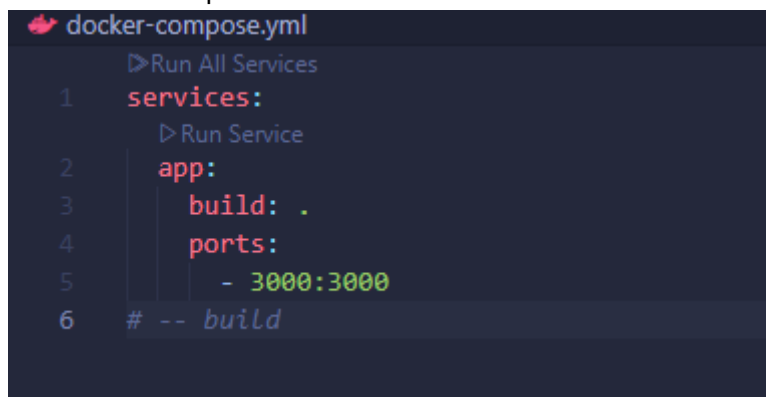 docker-compose.yml
Run All Services
1 services:
Run Service
2 app:
3 build: .
4 ports:
5 - 3000:3000
6 # -- build